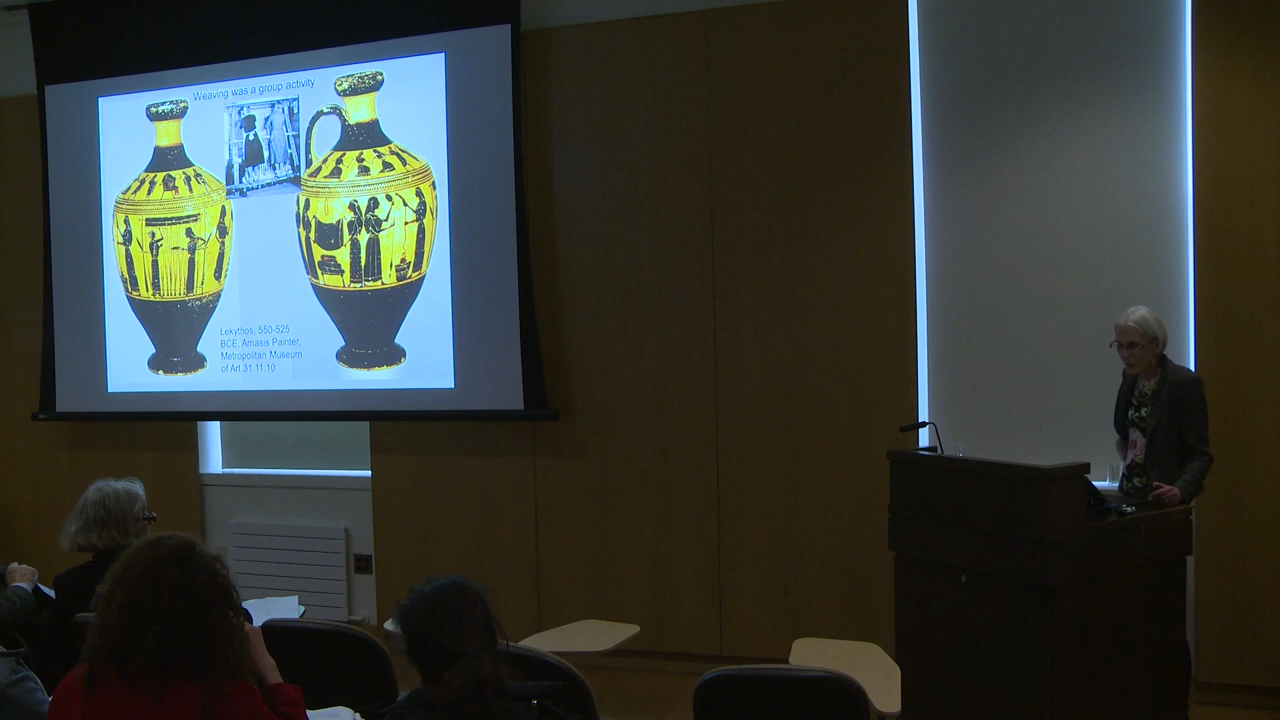 Weaving was a group activity
Lekythos, 550-525
BCE. Amasis Painter,
Metropolitan Museum
of Art 31.11.10